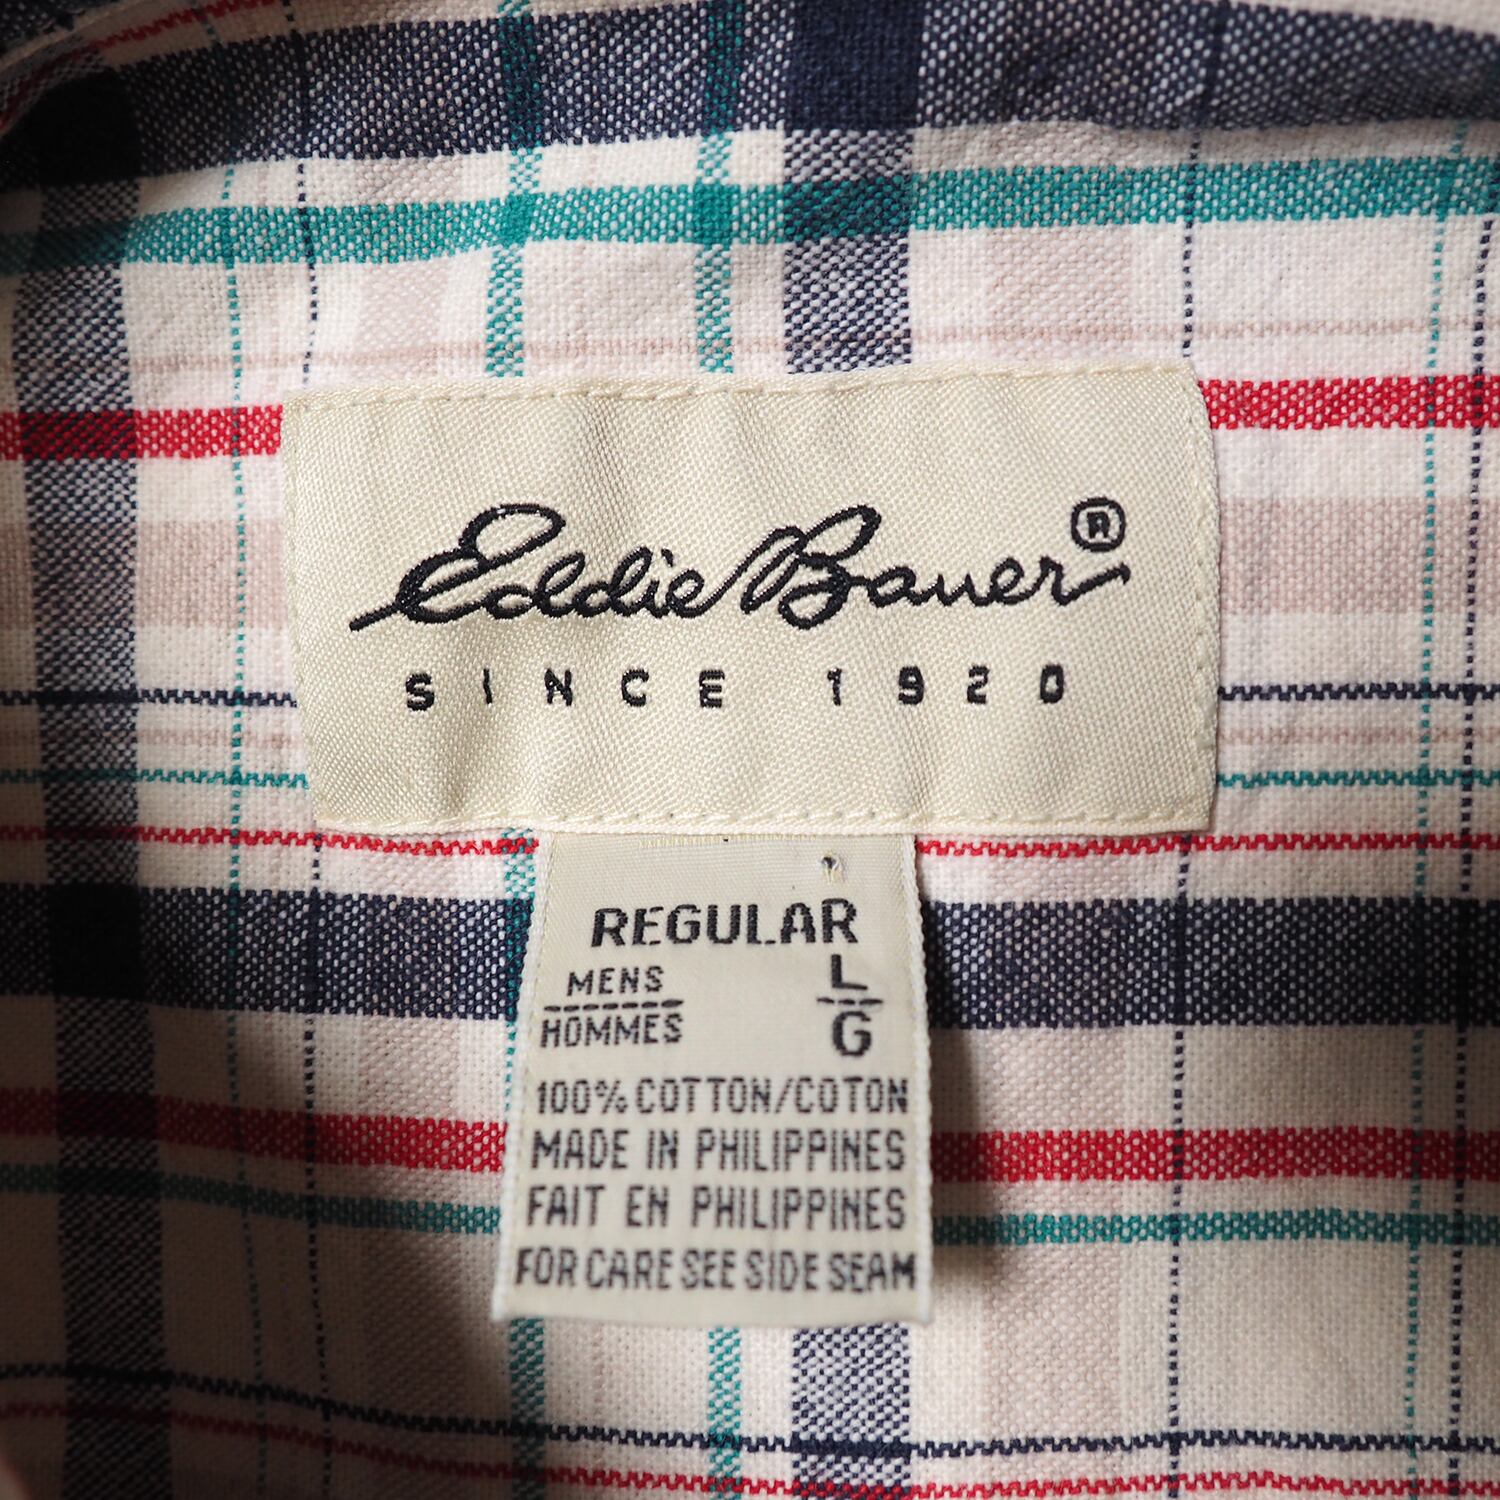 Eddie Bauer®
SINCE 1920
REGULAR
MENS L
HOMMES G
100% COTTON/COTON
MADE IN PHILIPPINES
FAIT EN PHILIPPINES
FOR CARE SEE SIDE SEAM